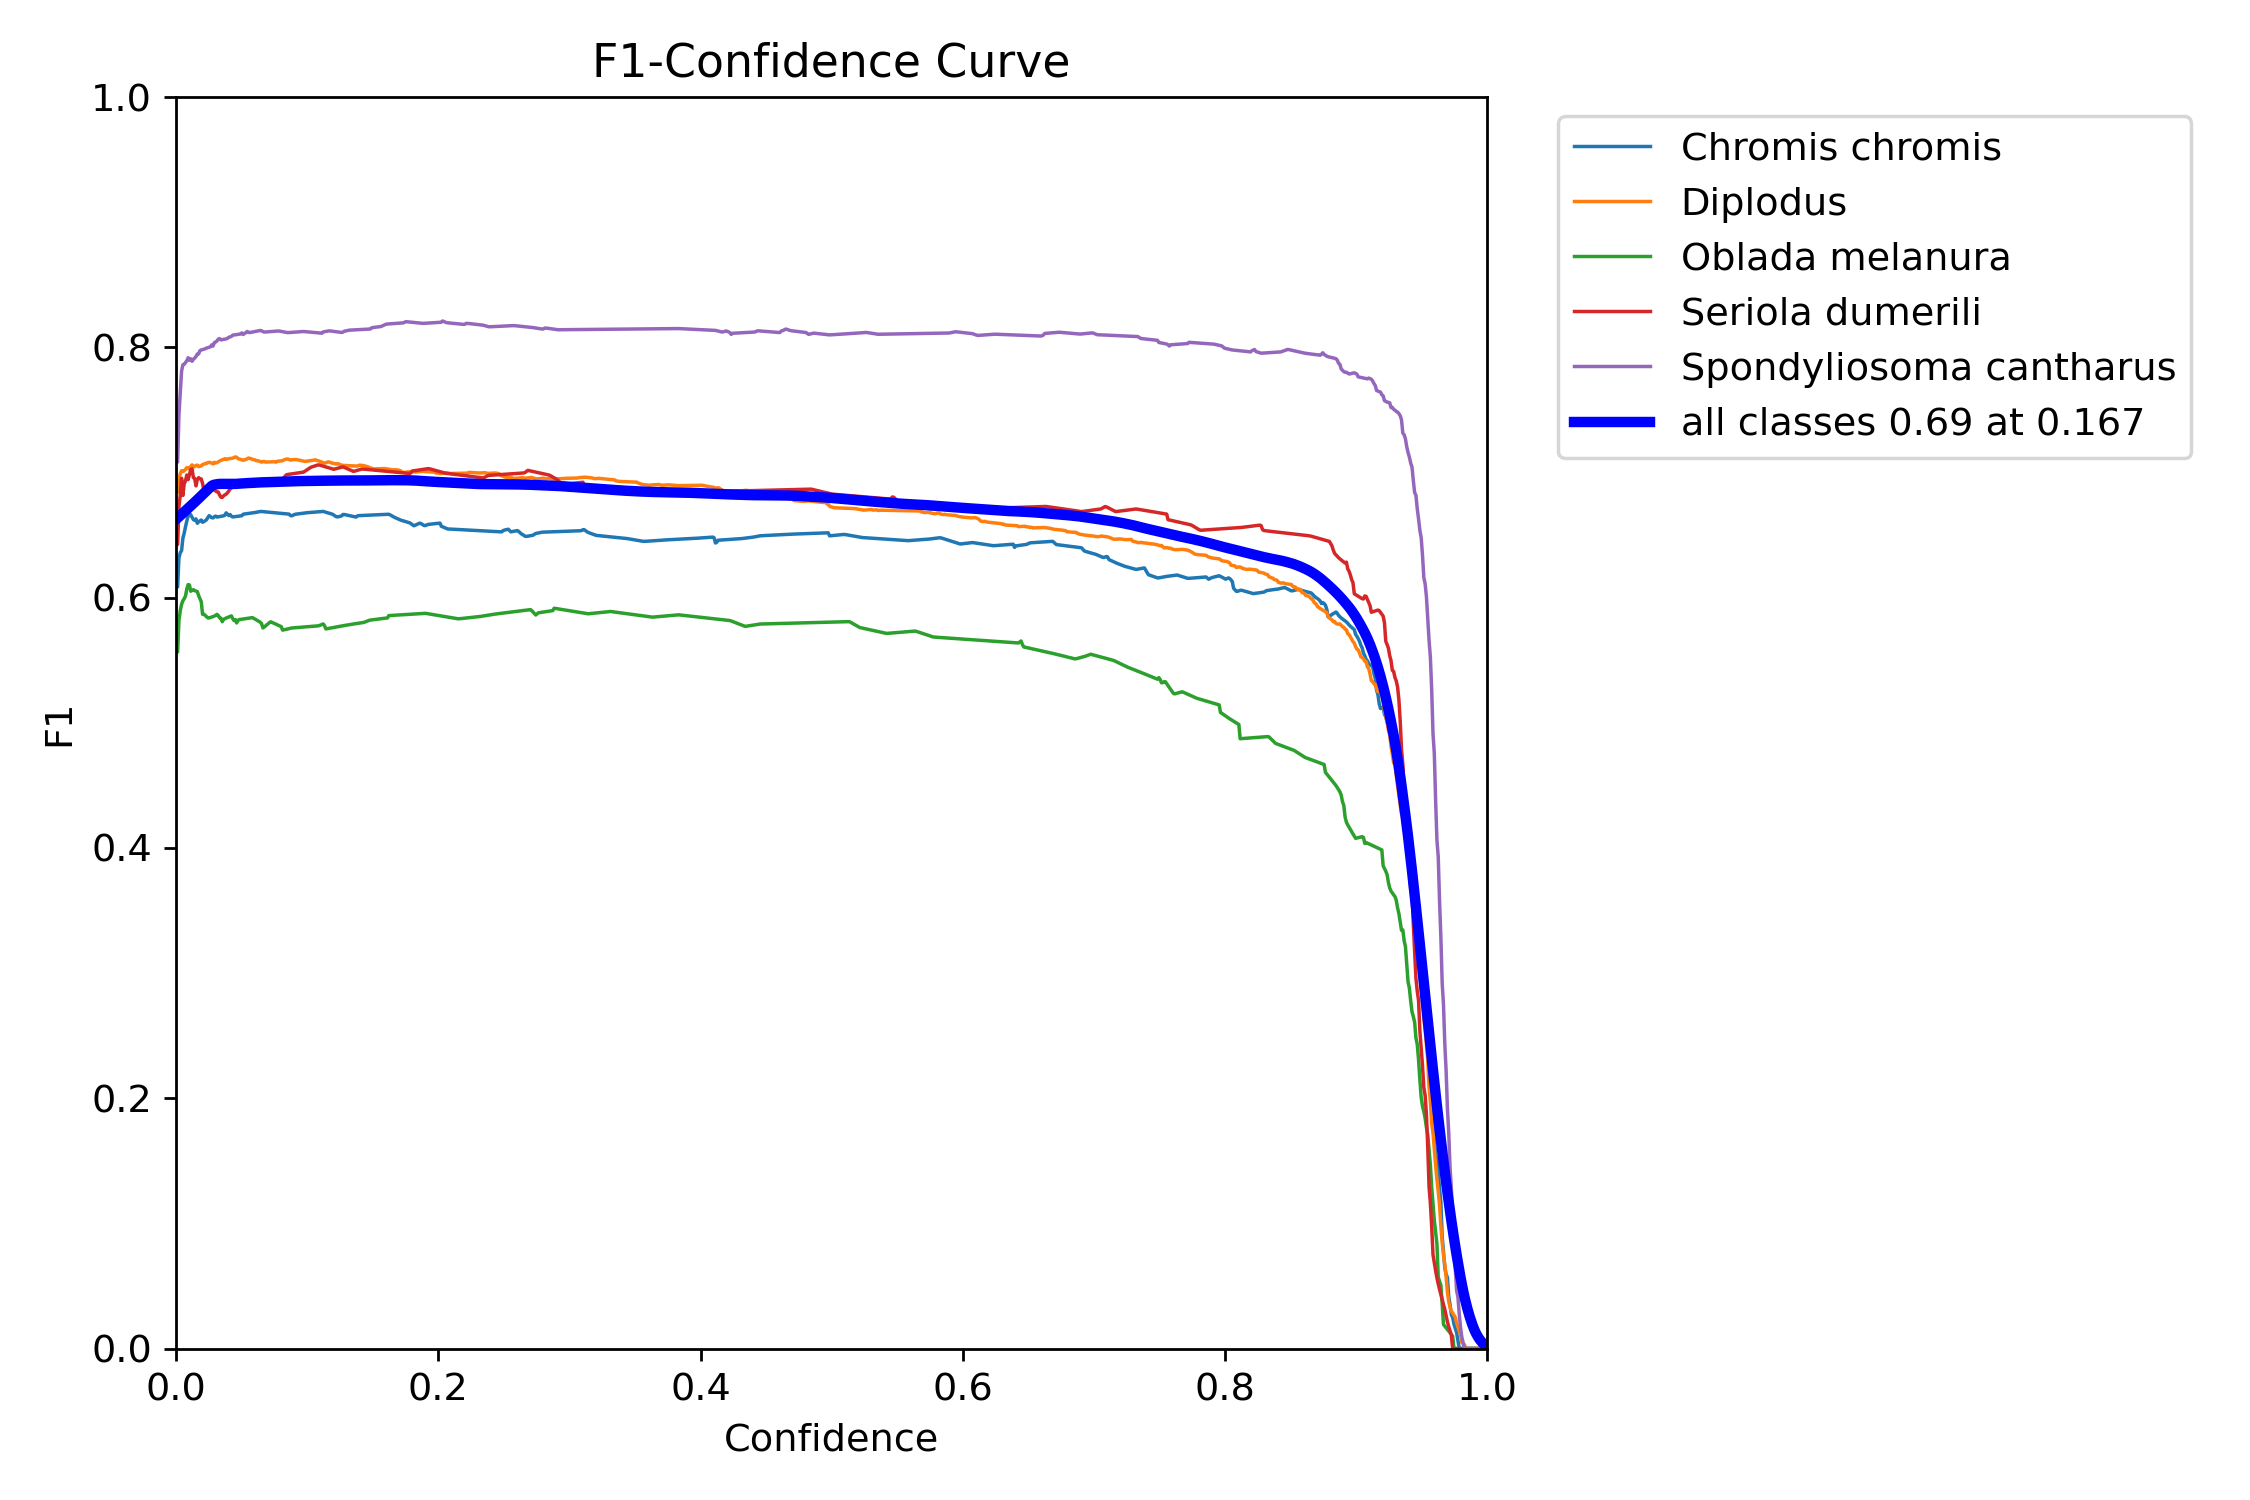 F1-Confidence Curve
1.0
0.8
0.6
0.4
0.2
0.0
F1
0.0 0.2 0.4 0.6 0.8 1.0
Confidence
Chromis chromis
Diplodus
Oblada melanura
Seriola dumerili
Spondyliosoma cantharus
all classes 0.69 at 0.167